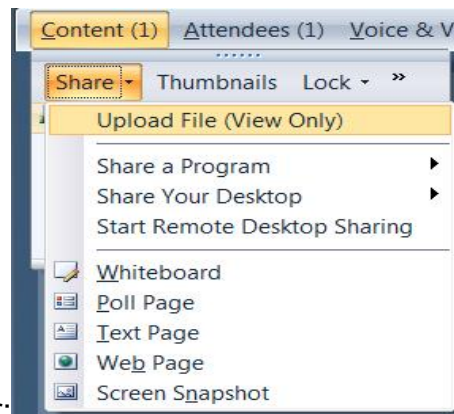 Content (1) Attendees (1) Voice & V
Share Thumbnails Lock »
Upload File (View Only)
Share a Program
Share Your Desktop
Start Remote Desktop Sharing
Whiteboard
Poll Page
Text Page
Web Page
Screen Snapshot